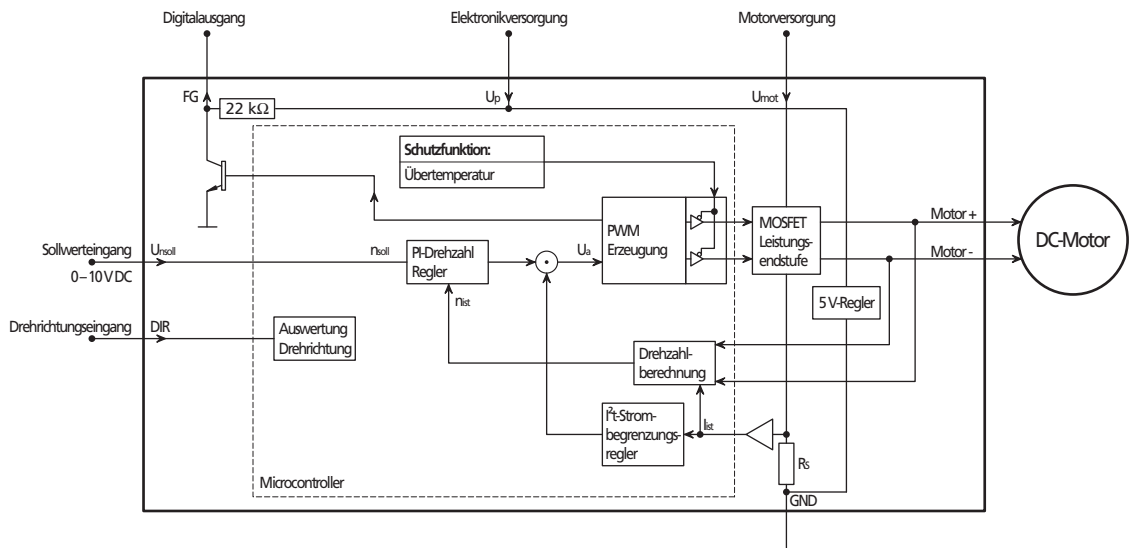 Digitalausgang
Elektronikversorgung
Motorversorgung
FG
22 kΩ
Up
Umot
Schutzfunktion:
Übertemperatur
PWM
Erzeugung
MOSFET
Leistungs-
endstufe
Motor +
Motor -
DC-Motor
Sollwerteingang
0 – 10 V DC
Unsoll
nsoll
PI-Drehzahl
Regler
Ua
nist
5 V-Regler
Drehrichtungseingang
DIR
Auswertung
Drehrichtung
Drehzahl-
berechnung
I²t-Strom-
begrenzungs-
regler
Iist
RS
Microcontroller
GND